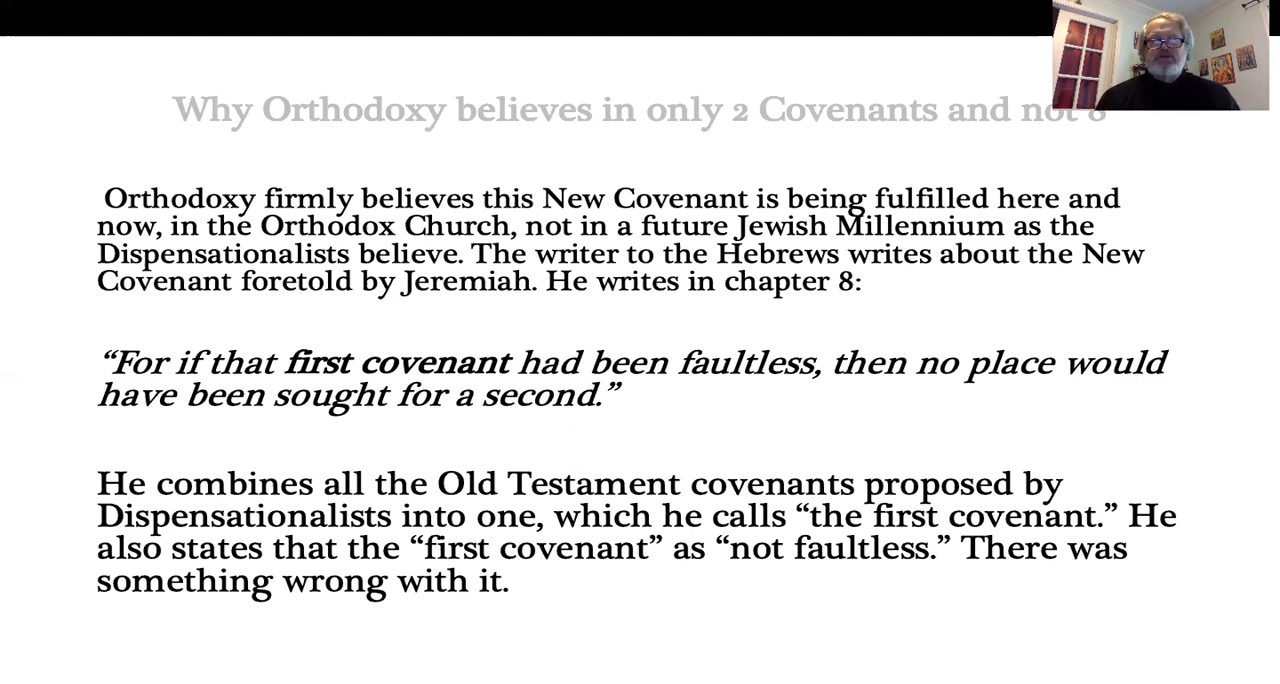 Why Orthodoxy believes in only 2 Covenants and not 8
Orthodoxy firmly believes this New Covenant is being fulfilled here and
now, in the Orthodox Church, not in a future Jewish Millennium as the
Dispensationalists believe. The writer to the Hebrews writes about the New
Covenant foretold by Jeremiah. He writes in chapter 8:
“For if that first covenant had been faultless, then no place would
have been sought for a second.”
He combines all the Old Testament covenants proposed by
Dispensationalists into one, which he calls “the first covenant.” He
also states that the “first covenant” as “not faultless.” There was
something wrong with it.